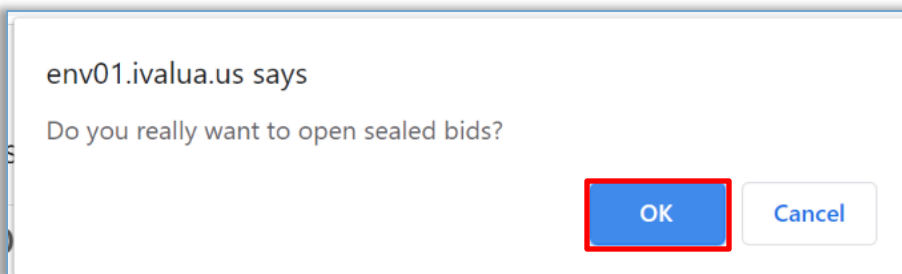 env01.ivalua.us says
Do you really want to open sealed bids?
OK Cancel